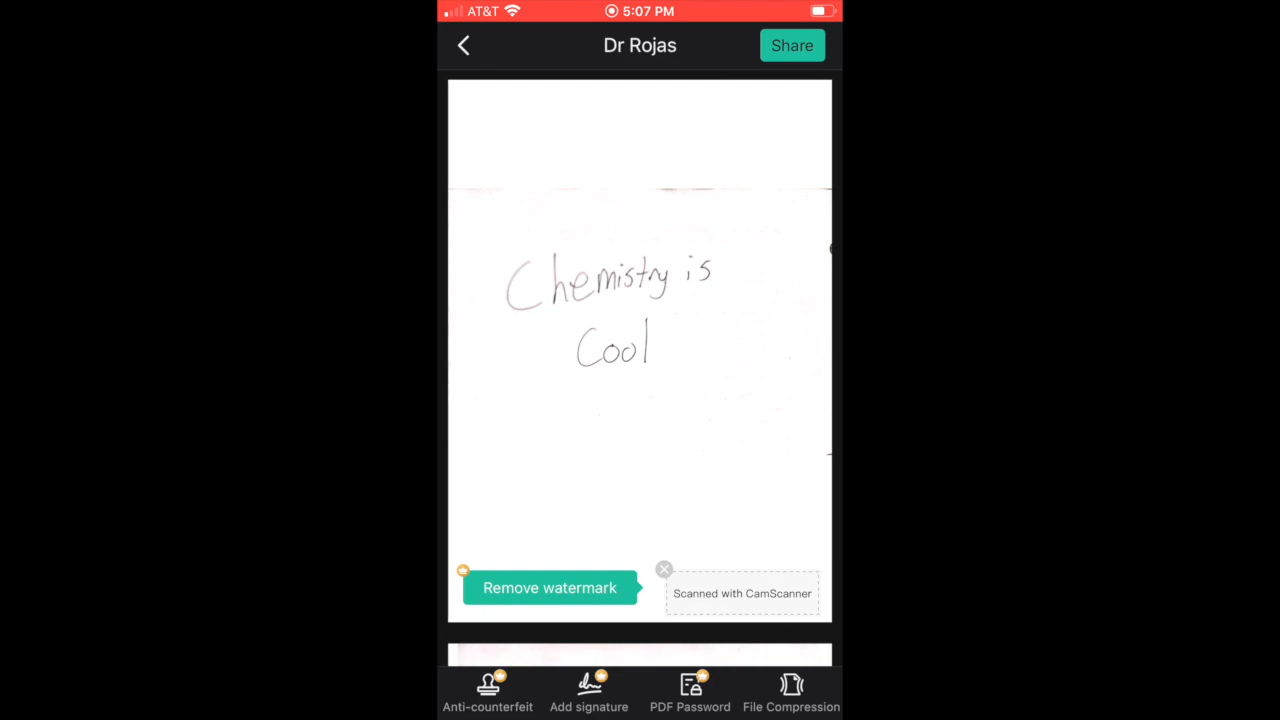 AT&T 5:07 PM
Dr Rojas Share
Chemistry is
Cool
Remove watermark Scanned with CamScanner
Anti-counterfeit Add signature PDF Password File Compression